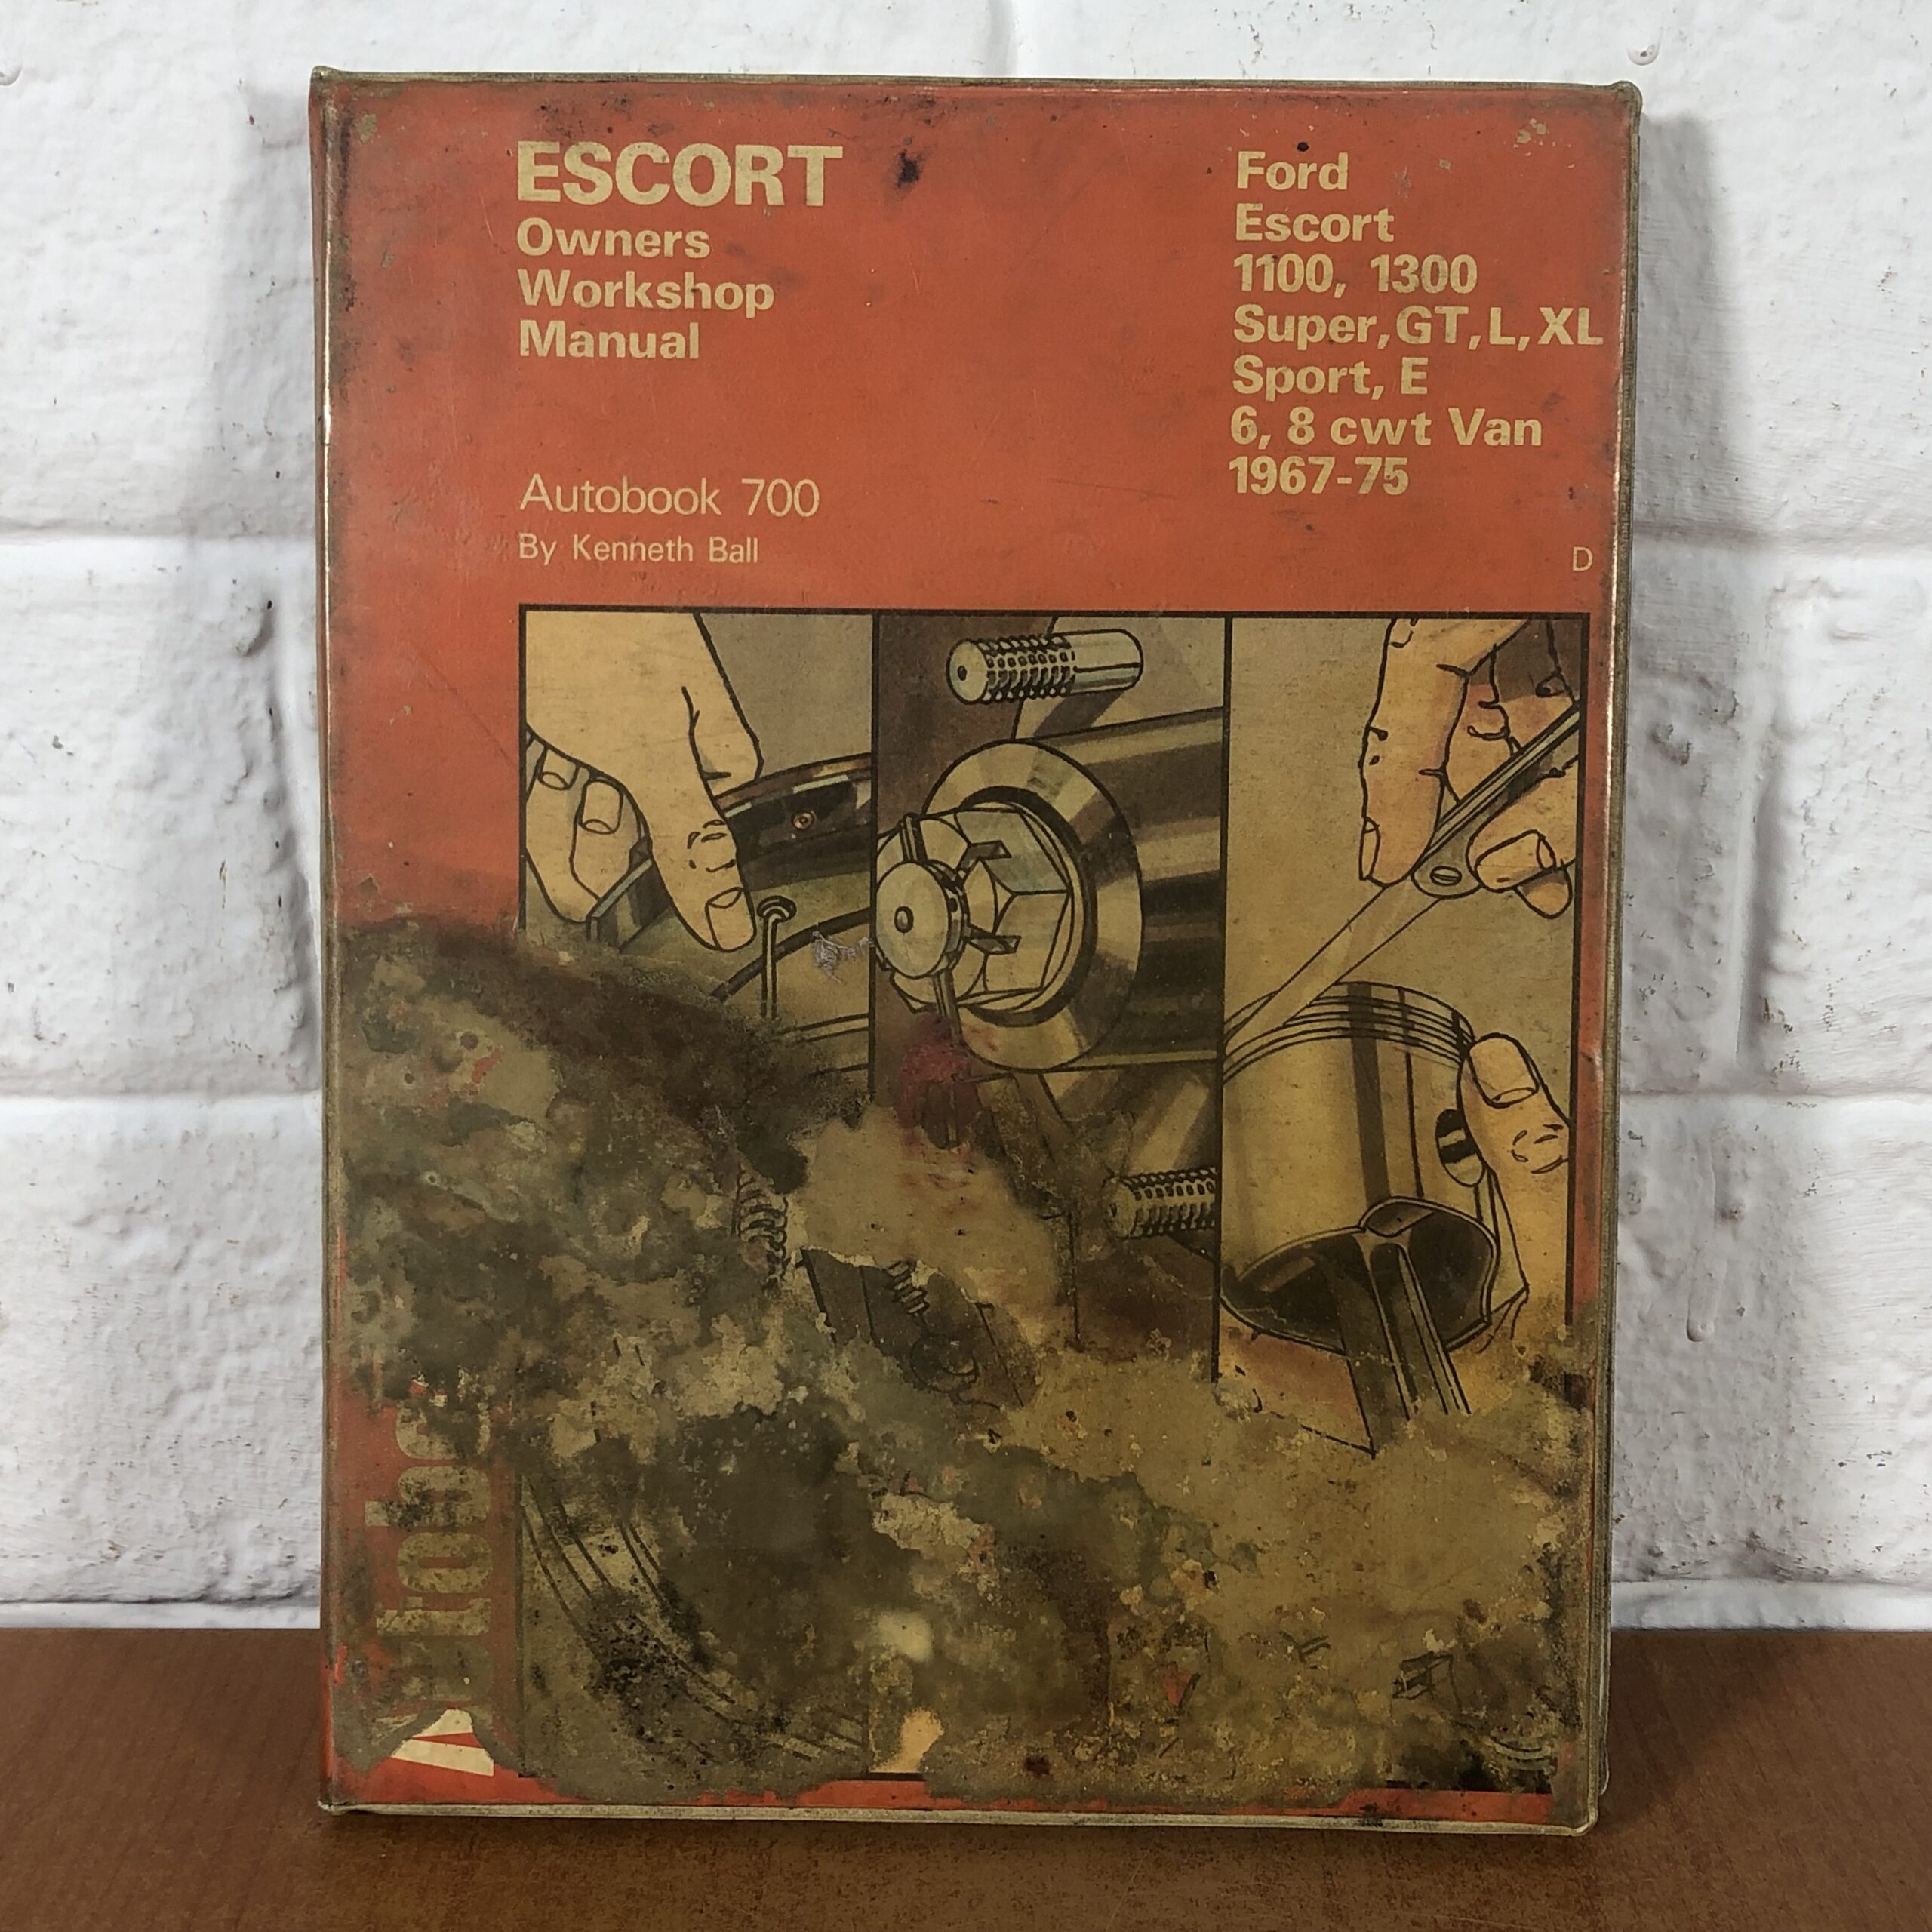 ESCORT
Owners
Workshop
Manual
Autobook 700
By Kenneth Ball
Ford
Escort
1100, 1300
Super, GT, L, XL
Sport, E
6, 8 cwt Van
1967-75
D